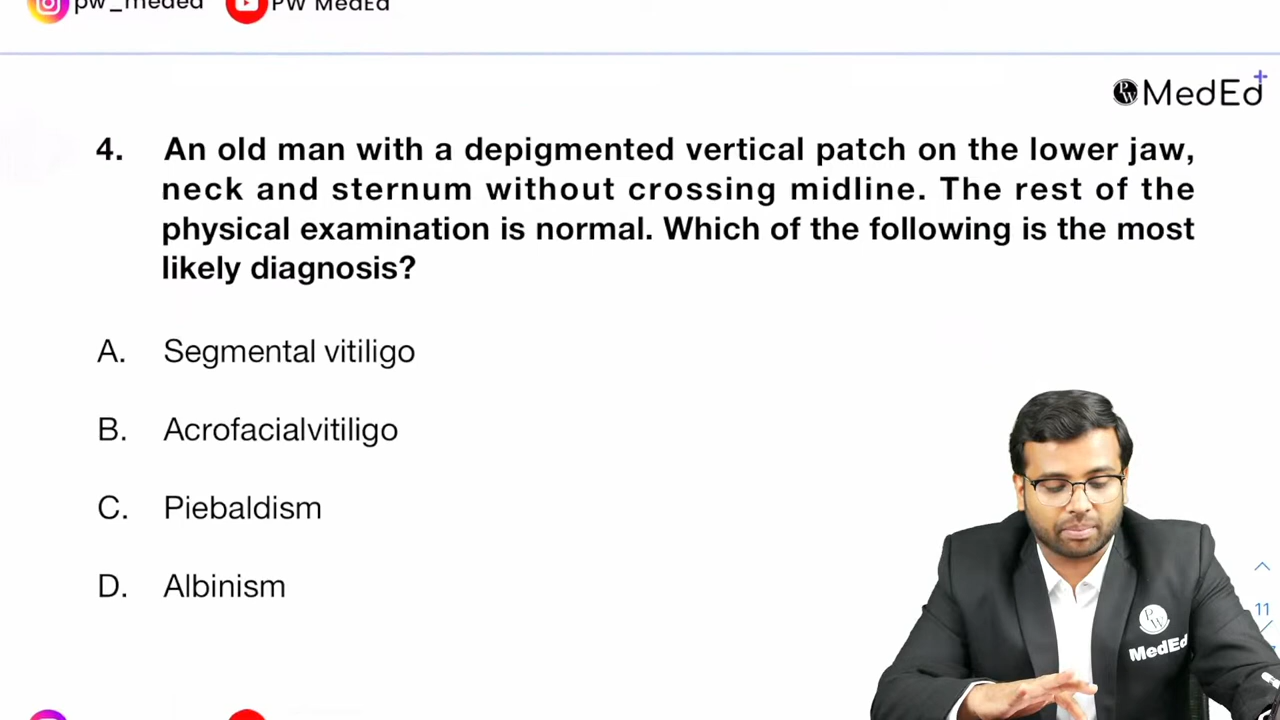 pw_meded PW MedEd
PW MedEd
4. An old man with a depigmented vertical patch on the lower jaw,
neck and sternum without crossing midline. The rest of the
physical examination is normal. Which of the following is the most
likely diagnosis?
A. Segmental vitiligo
B. Acrofacialvitiligo
C. Piebaldism
D. Albinism
11
PW
MedEd